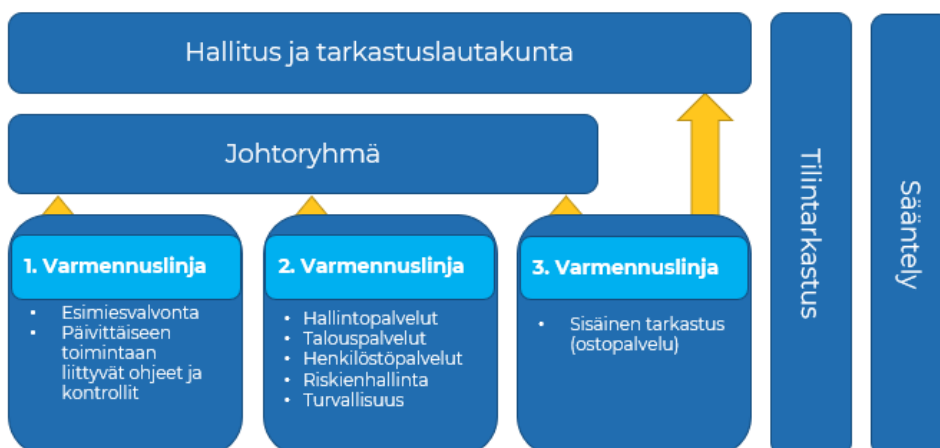 Hallitus ja tarkastuslautakunta
Johtoryhmä
1. Varmennuslinja
• Esimiesvalvonta
• Päivittäiseen
toimintaan
liittyvät ohjeet ja
kontrollit
2. Varmennuslinja
• Hallintopalvelut
• Talouspalvelut
• Henkilöstöpalvelut
• Riskienhallinta
• Turvallisuus
3. Varmennuslinja
• Sisäinen tarkastus
(ostopalvelu)
Tilintarkastus
Sääntely